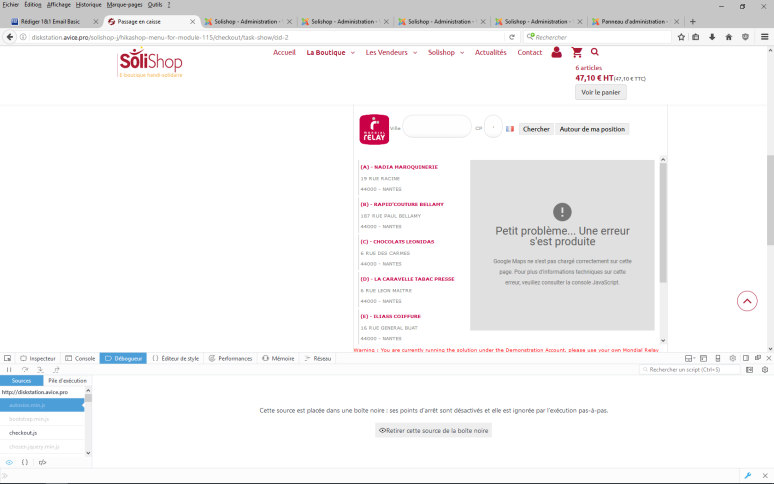 Fichier Édition Affichage Historique Marque-pages Outils ?
Rédiger 1&1 Email Basic
Passage en caisse
Solishop - Administration -
Solishop - Administration -
Solishop - Administration -
Solishop - Administration -
Panneau d'administration -
diskstation.avice.pro/solishop-j/hikashop-menu-for-module-115/checkout/task-show/cid-2
Rechercher
SoliShop
E-boutique handi-solidaire
Accueil La Boutique Les Vendeurs Solishop Actualités Contact
6 articles
47,10 € HT (47,10 € TTC)
Voir le panier
MONDIAL
RELAY
Ville
CP
Chercher
Autour de ma position
(A) - NADIA MAROQUINERIE
19 RUE RACINE
44000 - NANTES
(B) - RAPID'COUTURE BELLAMY
107 RUE PAUL BELLAMY
44000 - NANTES
(C) - CHOCOLATS LEONIDAS
6 RUE DES CARMES
44000 - NANTES
(D) - LA CARAVELLE TABAC PRESSE
6 RUE LEON MAITRE
44000 - NANTES
(E) - ILIASS COIFFURE
16 RUE GENERAL BUAT
44000 - NANTES
Petit problème... Une erreur
s'est produite
Google Maps ne s'est pas chargé correctement sur cette
page. Pour plus d'informations techniques sur cette
erreur, veuillez consulter la console JavaScript.
Warning : You are currently running the solution under the Demonstration Account, please use your own Mondial Relay
Inspecteur
Console
Débogueur
Éditeur de style
Performances
Mémoire
Réseau
Rechercher un script (Ctrl+S)
Sources
Pile d'exécution
http://diskstation.avice.pro
autosize.min.js
bootstrap.min.js
checkout.js
chosen.jquery.min.js
Cette source est placée dans une boîte noire : ses points d'arrêt sont désactivés et elle est ignorée par l'exécution pas-à-pas.
Retirer cette source de la boîte noire